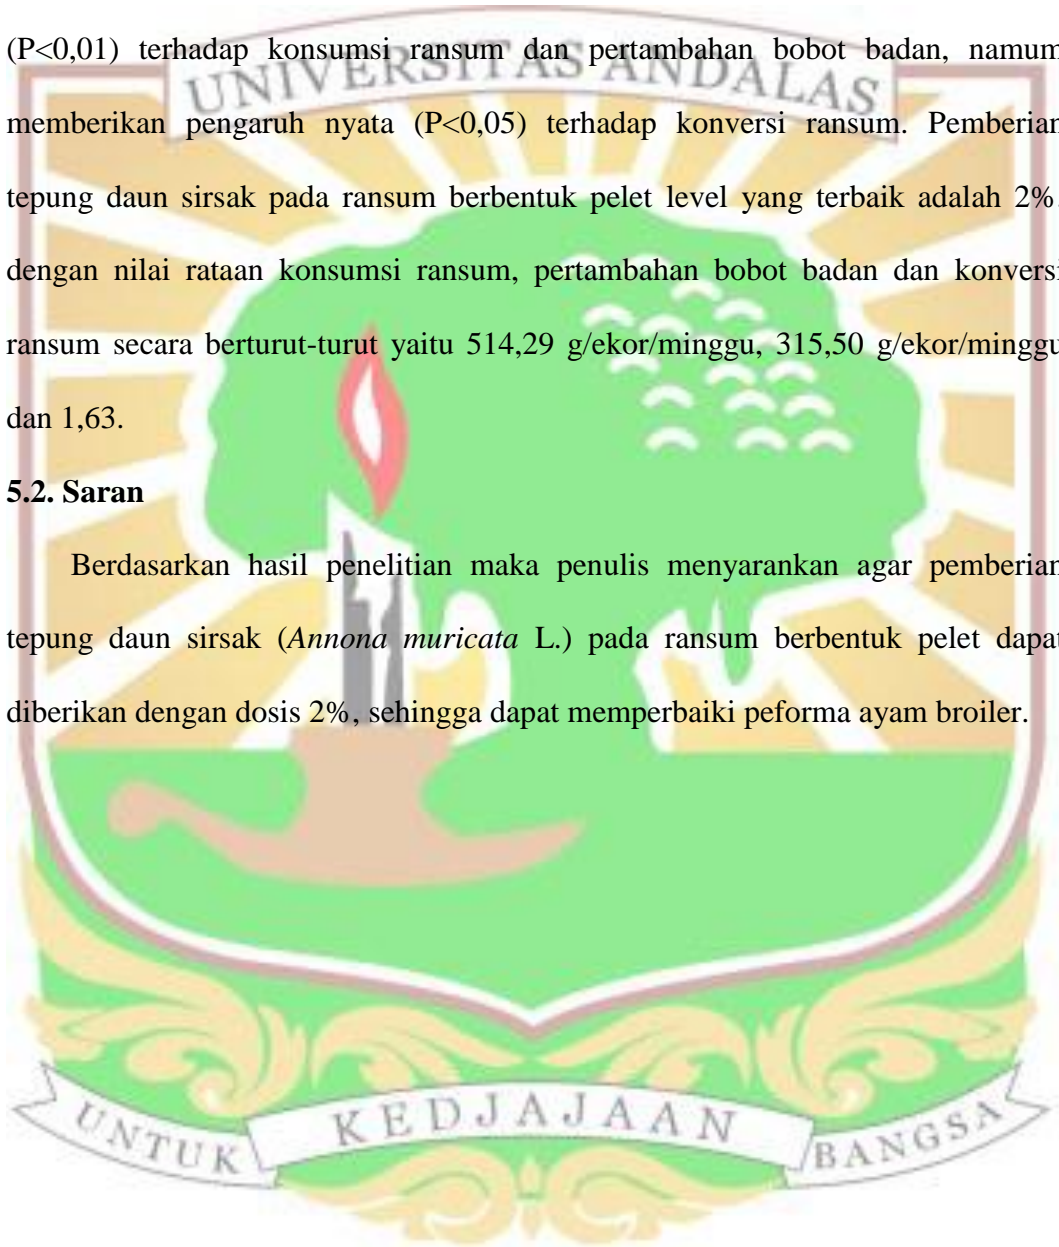 (P<0,01) terhadap konsumsi ransum dan pertambahan bobot badan, namum
UNIVERSITAS ANDALAS
memberikan pengaruh nyata (P<0,05) terhadap konversi ransum. Pemberian
tepung daun sirsak pada ransum berbentuk pelet level yang terbaik adalah 2%.
dengan nilai rataan konsumsi ransum, pertambahan bobot badan dan konversi
ransum secara berturut-turut yaitu 514,29 g/ekor/minggu, 315,50 g/ekor/minggu
dan 1,63.
5.2. Saran
Berdasarkan hasil penelitian maka penulis menyarankan agar pemberian
tepung daun sirsak (Annona muricata L.) pada ransum berbentuk pelet dapat
diberikan dengan dosis 2%, sehingga dapat memperbaiki peforma ayam broiler.
UNTUK KEDJAJAAN BANGSA